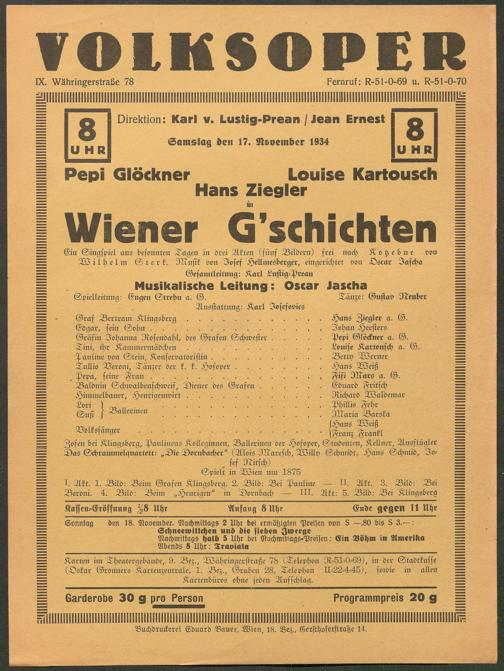 VOLKSOPER
IX. Währingerstraße 78 Fernruf: R-51-0-69 u. R-51-0-70
8 UHR
Direktion: Karl v. Lustig-Prean / Jean Ernest
8 UHR
Samstag den 17. November 1934
Pepi Glöckner Louise Kartousch
Hans Ziegler
in
Wiener G'schichten
Ein Singspiel aus besonnten Tagen in drei Akten (fünf Bildern) frei nach Kotzebue von
Wilhelm Sterk. Musik von Josef Hellmesberger, eingerichtet von Oscar Jascha
Gesamtleitung: Karl Lustig-Prean
Musikalische Leitung: Oscar Jascha
Spielleitung: Eugen Strehn a. G. Tänze: Gustav Neuber
Ausstattung: Karl Josefovics
Graf Bertram Klingsberg . . . Hans Ziegler a. G.
Edgar, sein Sohn . . . Johan Heesters
Gräfin Johanna Rosendahl, des Grafen Schwester . . . Pepi Glöckner a. G.
Tini, ihr Kammermädchen . . . Louise Kartousch a. G.
Pauline von Stein, Konservatoristin . . . Betty Werner
Tullio Veroni, Tänzer der k. k. Hofoper . . . Hans Weiß
Pepa, seine Frau . . . Fifi Mars a. G.
Balduin Schwalbenschweif, Diener des Grafen . . . Eduard Fritsch
Himmelbauer, Heurigenwirt . . . Richard Waldemar
Lori } Ballerinen . . . Phillis Fehr
Susi } Maria Barska
Volksfänger . . . {Hans Weiß
{Franz Frankl
Zofen bei Klingsberg, Paulinens Kolleginnen, Ballerinen der Hofoper, Studenten, Kellner, Ausflügler
Das Schrammelquartett: „Die Dornbacher" (Alois Maresch, Willy Schmidt, Hans Schmid, Jo-
sef Nitsch)
Spielt in Wien um 1875
I. Akt. 1. Bild: Beim Grafen Klingsberg. 2. Bild: Bei Pauline — II. Akt. 3. Bild: Bei
Veroni. 4. Bild: Beim „Heurigen" in Dornbach — III. Akt: 5. Bild: Bei Klingsberg
Kassen-Eröffnung ½8 Uhr Anfang 8 Uhr Ende gegen 11 Uhr
Sonntag den 18. November. Nachmittags 2 Uhr bei ermäßigten Preisen von S —.80 bis S 3.—:
Schneewittchen und die sieben Zwerge
Nachmittags halb 5 Uhr bei Nachmittags-Preisen: Ein Böhm in Amerika
Abends 8 Uhr: Traviata
Karten im Theatergebäude, 9. Bez., Währingerstraße 78 (Telephon R-51-0-69), in der Stadtkasse
(Oskar Grommers Kartenzentrale, 1. Bez., Graben 28, Telephon U-22-4-45), sowie in allen
Kartenbüros ohne jeden Aufschlag.
Garderobe 30 g pro Person Programmpreis 20 g
Buchdruckerei Eduard Bauer, Wien, 18. Bez., Gersthoferstraße 14.